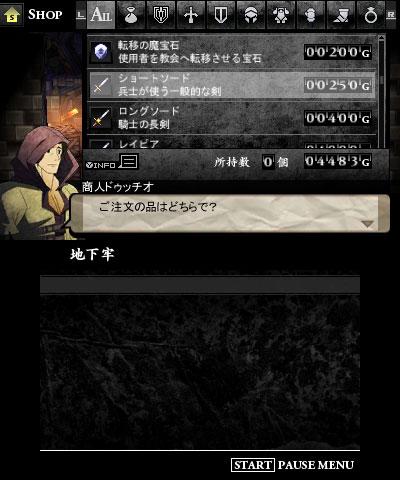 S SHOP L ALL R
転移の魔宝石
使用者を教会へ転移させる宝石
0200G
ショートソード
兵士が使う一般的な剣
00250G
ロングソード
騎士の長剣
00400G
レイピア
Y INFO 所持数 0個 04483G
商人ドゥッチオ
ご注文の品はどちらで?
地下牢
START PAUSE MENU